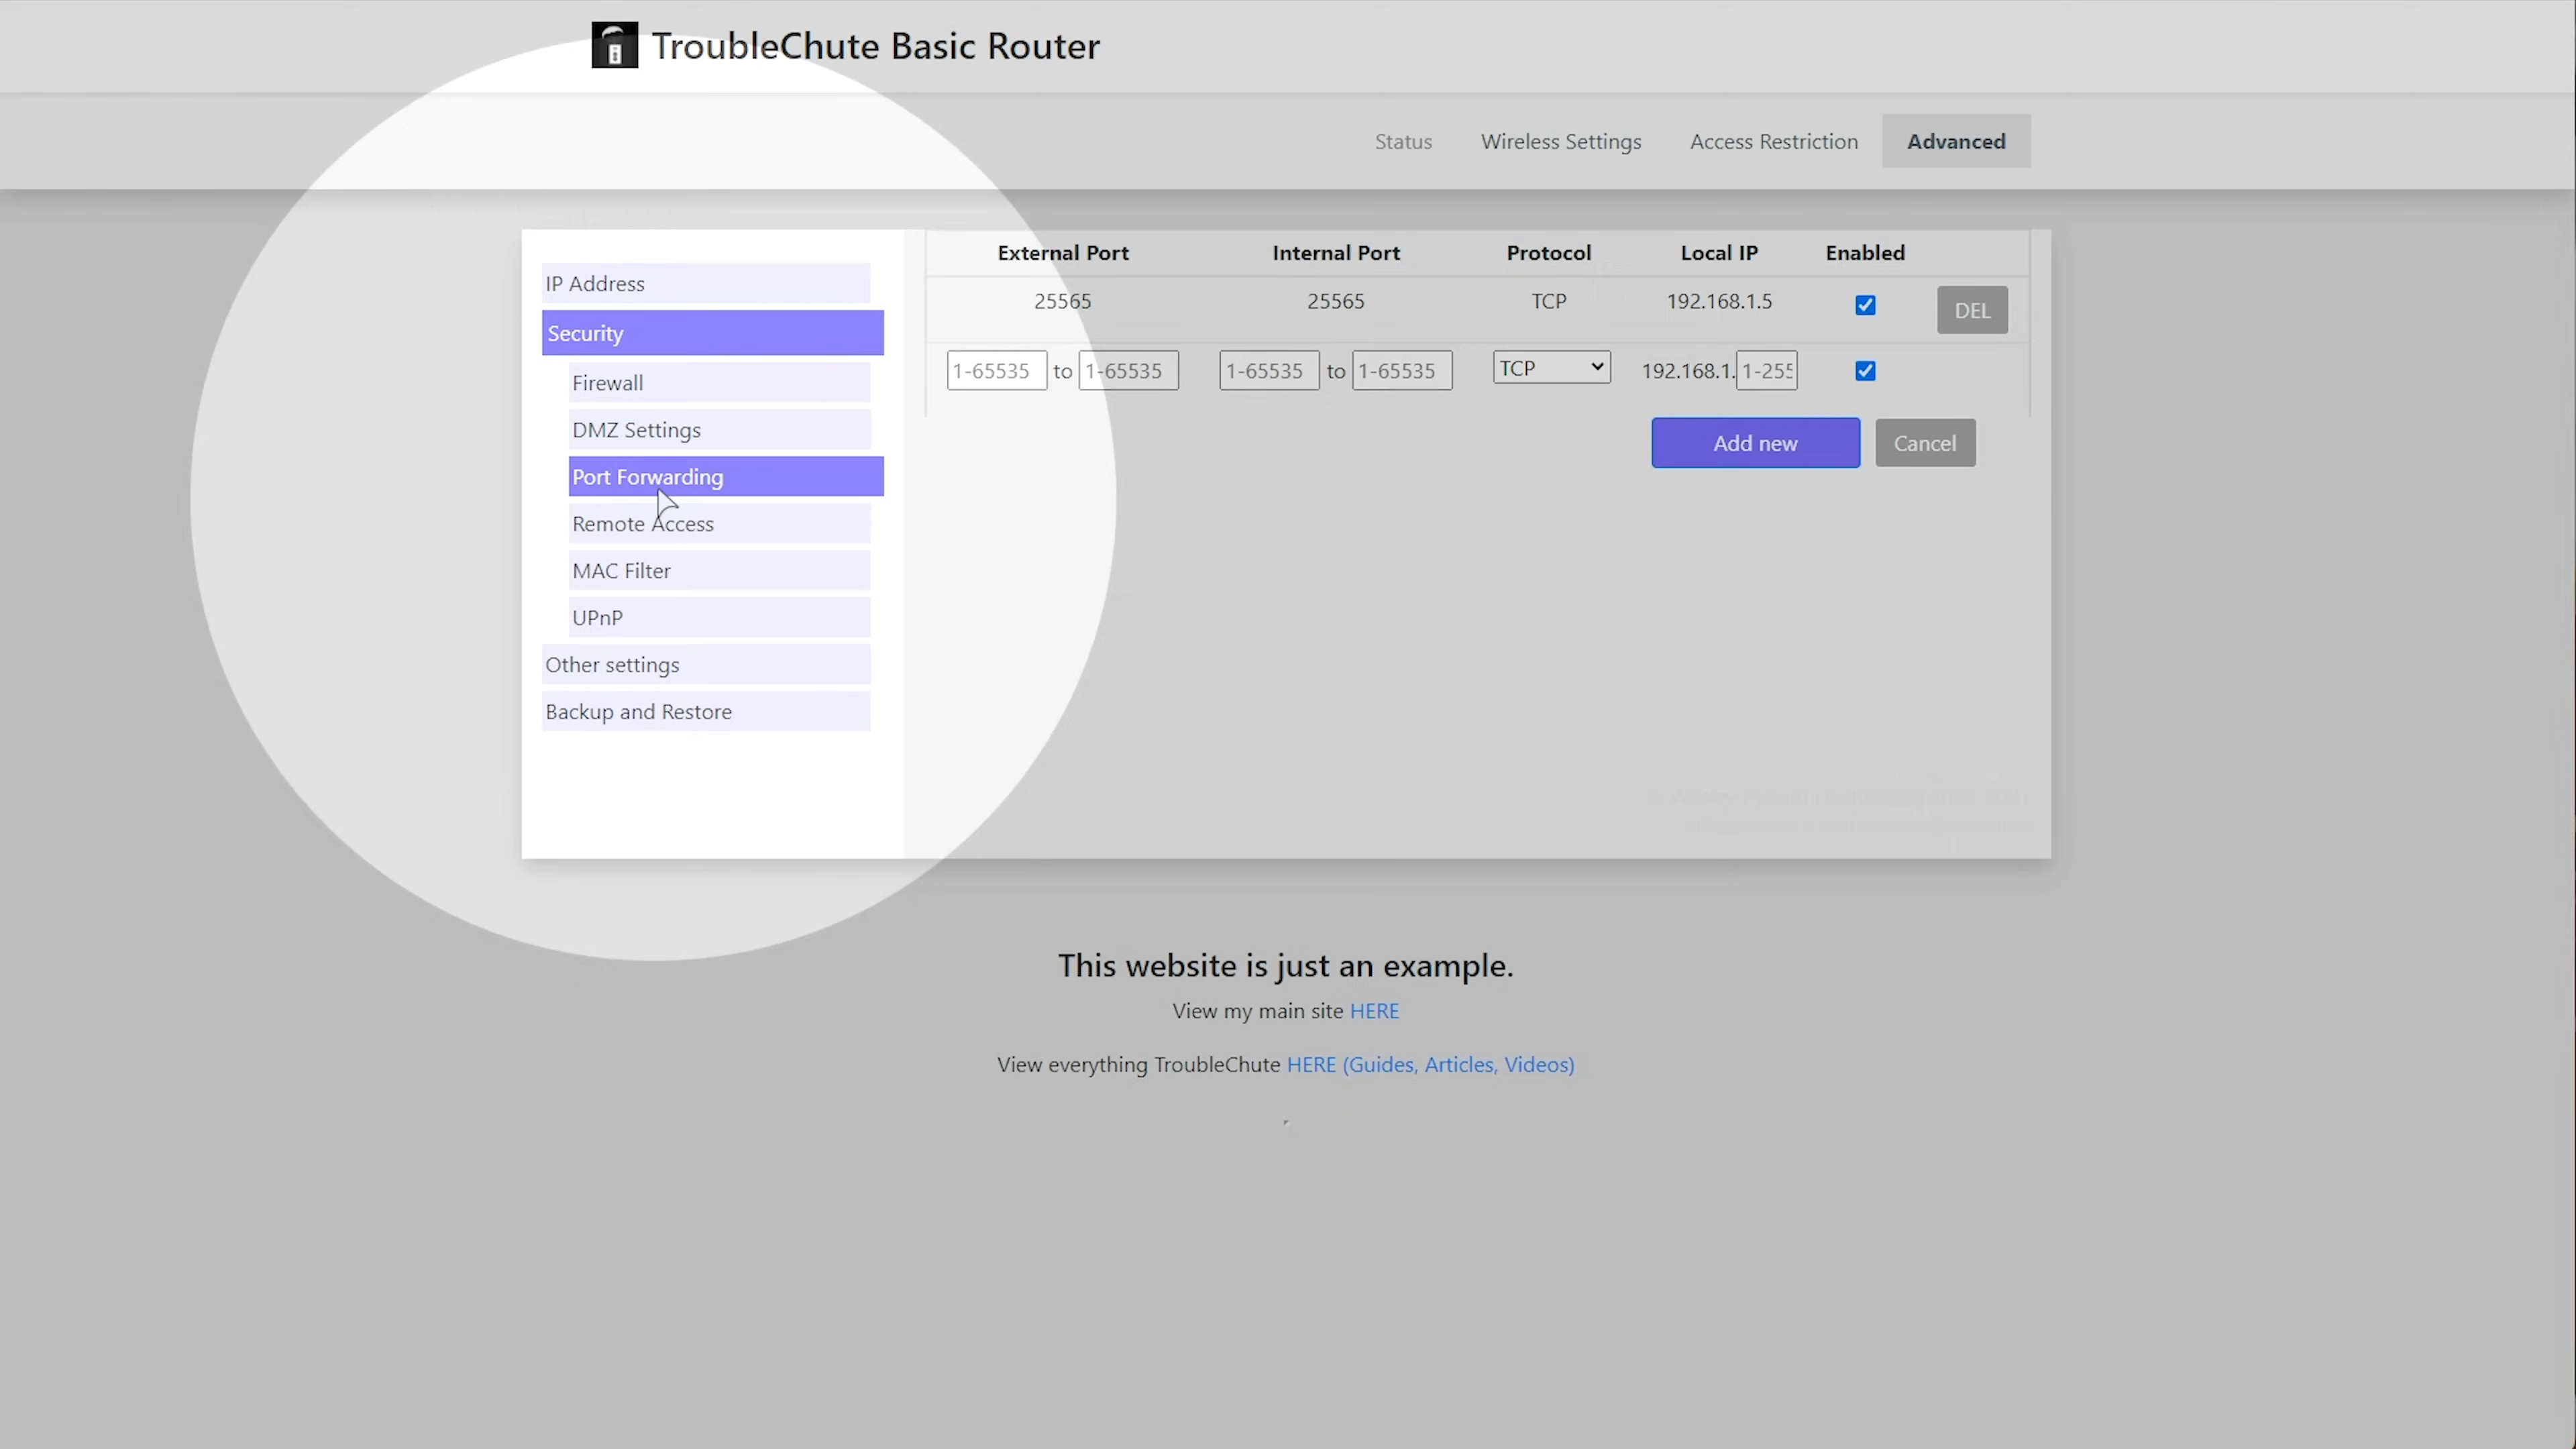 TroubleChute Basic Router
Status Wireless Settings Access Restriction Advanced
IP Address
Security
Firewall
DMZ Settings
Port Forwarding
Remote Access
MAC Filter
UPnP
Other settings
Backup and Restore
External Port Internal Port Protocol Local IP Enabled
25565 25565 TCP 192.168.1.5 DEL
1-65535 to 1-65535 1-65535 to 1-65535 TCP 192.168.1. 1-255
Add new Cancel
This website is just an example.
View my main site HERE
View everything TroubleChute HERE (Guides, Articles, Videos)